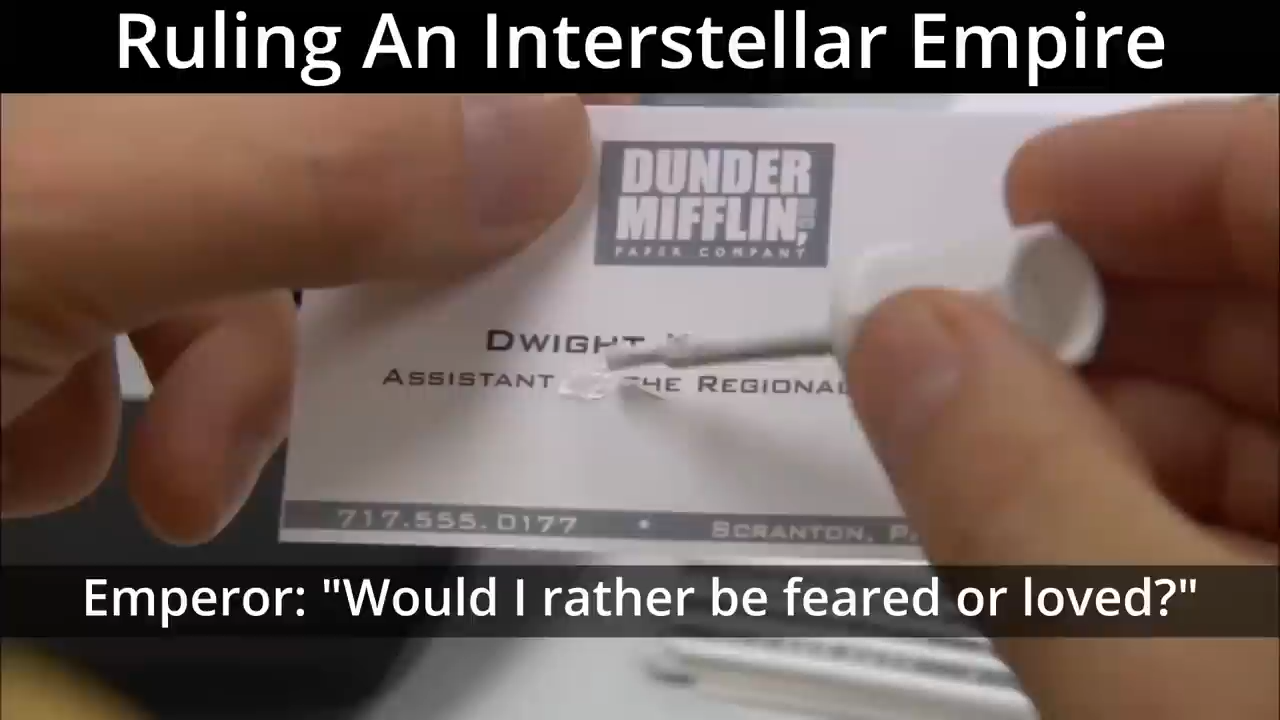 Ruling An Interstellar Empire
DUNDER
MIFFLIN,
PAPER COMPANY
DWIGHT
ASSISTANT THE REGIONAL
717.555.0177 • SCRANTON,
Emperor: "Would I rather be feared or loved?"